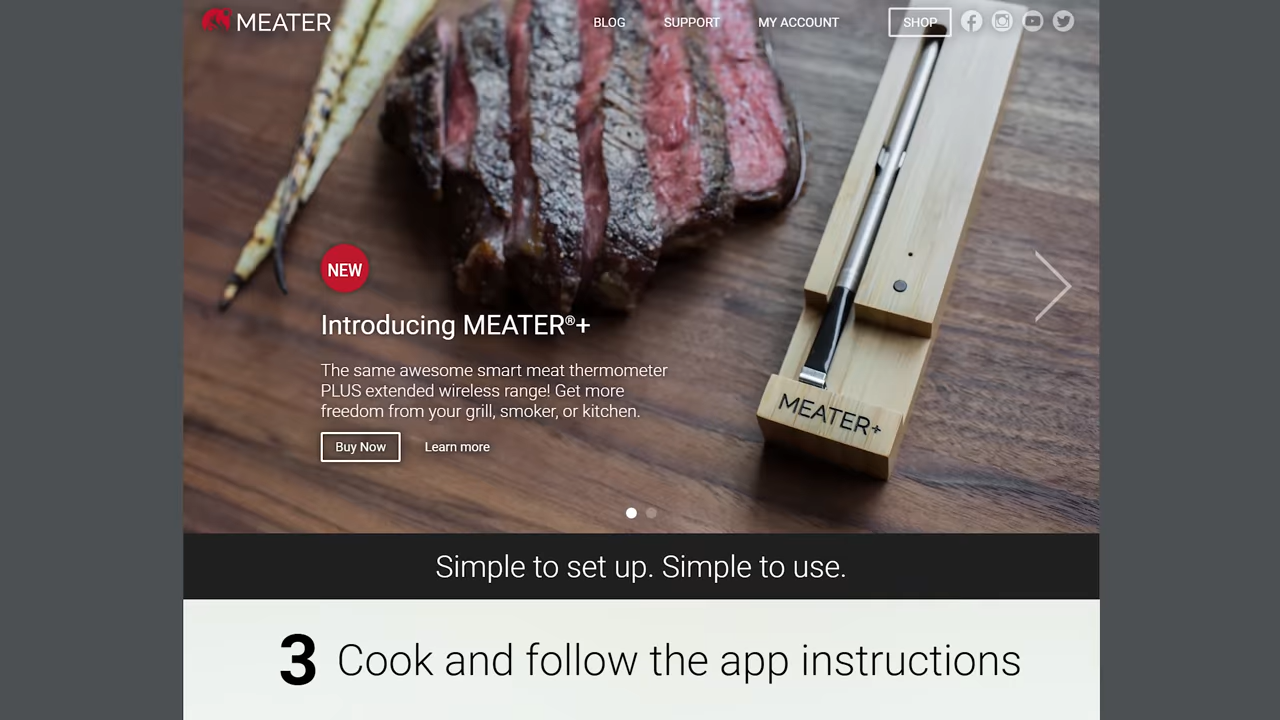 MEATER
BLOG SUPPORT MY ACCOUNT SHOP
NEW
Introducing MEATER®+
The same awesome smart meat thermometer
PLUS extended wireless range! Get more
freedom from your grill, smoker, or kitchen.
Buy Now Learn more
MEATER+
Simple to set up. Simple to use.
3 Cook and follow the app instructions